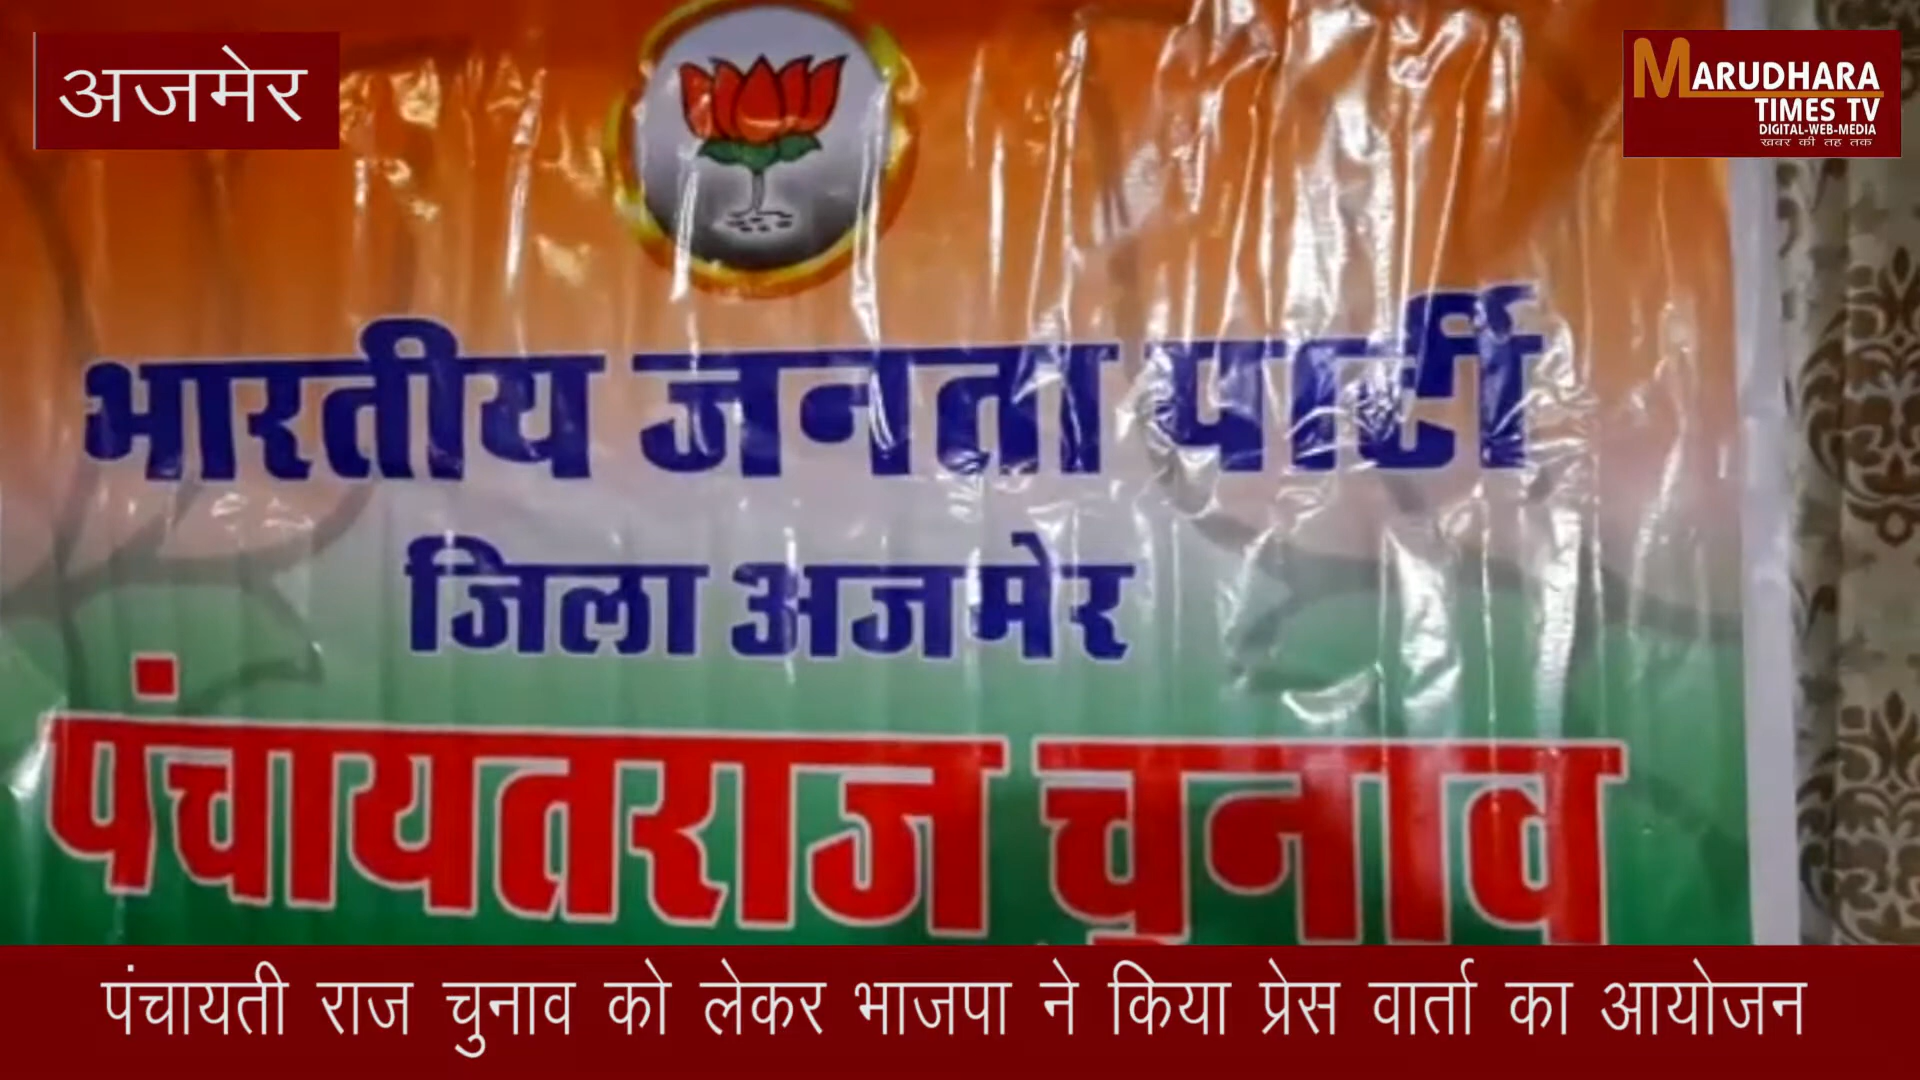 अजमेर
MARUDHARA
TIMES TV
DIGITAL-WEB-MEDIA
खबर की तह तक
भारतीय जनता पार्टी
जिला अजमेर
पंचायतराज चुनाव
पंचायती राज चुनाव को लेकर भाजपा ने किया प्रेस वार्ता का आयोजन